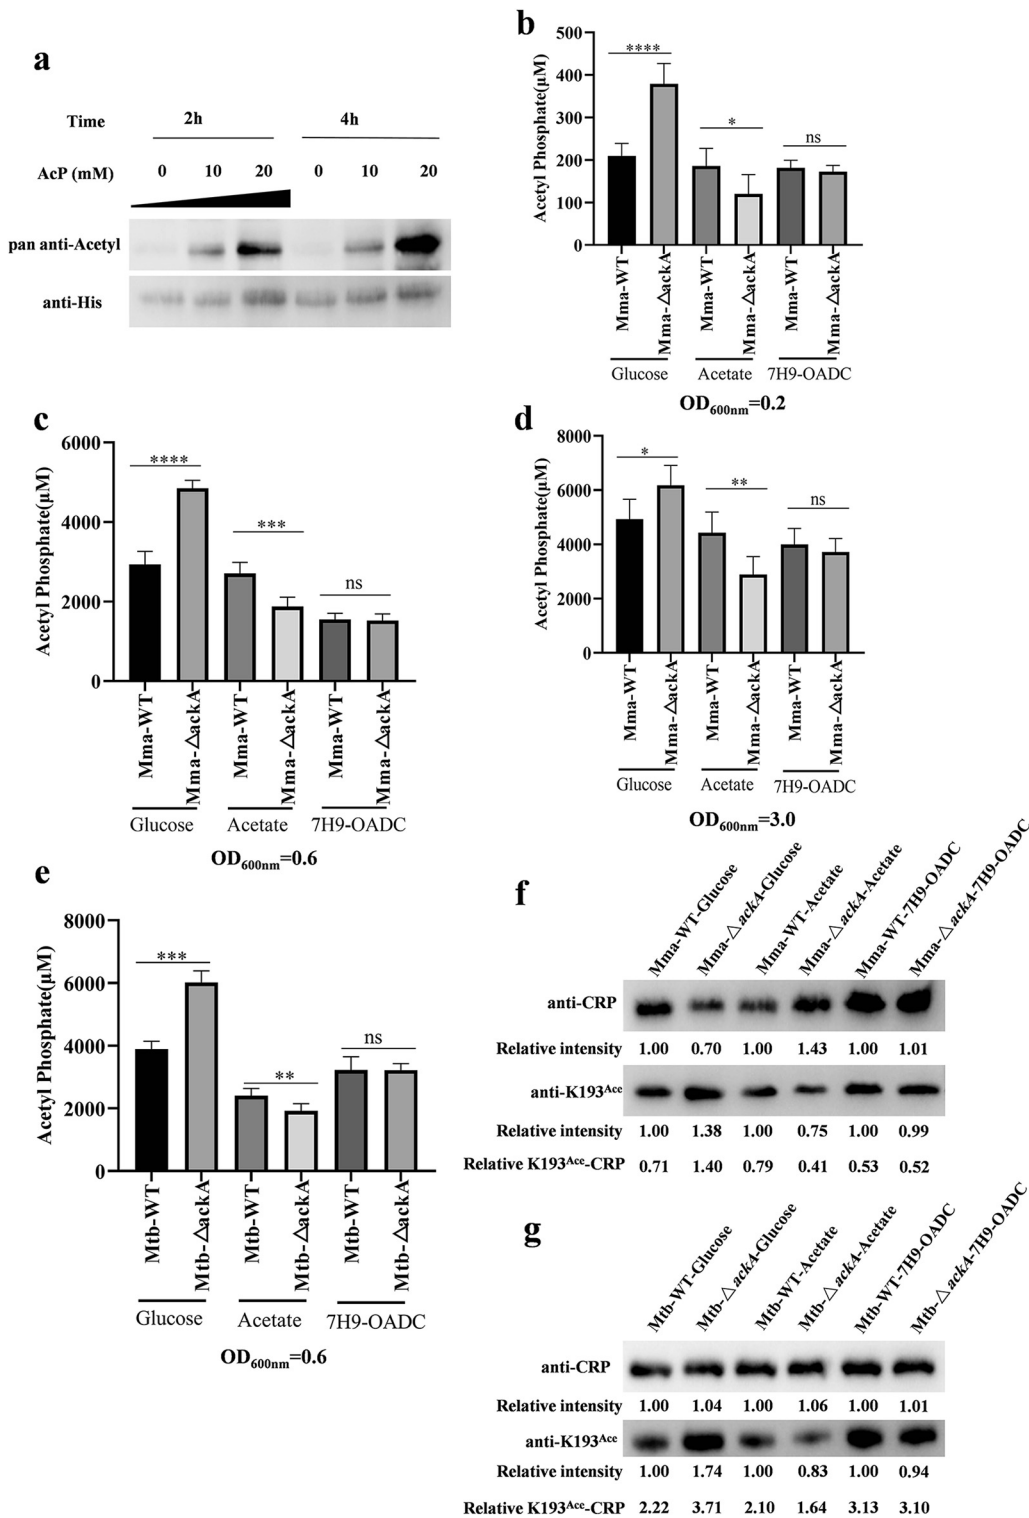 a
Time 2h 4h
AcP (mM) 0 10 20 0 10 20
pan anti-Acetyl
anti-His
b
Acetyl Phosphate(μM)
500
400
300
200
100
0
**** * ns
Mma-WT Mma-△ackA Mma-WT Mma-△ackA Mma-WT Mma-△ackA
Glucose Acetate 7H9-OADC
OD600nm=0.2
c
Acetyl Phosphate(μM)
6000
4000
2000
0
**** *** ns
Mma-WT Mma-△ackA Mma-WT Mma-△ackA Mma-WT Mma-△ackA
Glucose Acetate 7H9-OADC
OD600nm=0.6
d
Acetyl Phosphate(μM)
8000
6000
4000
2000
0
* ** ns
Mma-WT Mma-△ackA Mma-WT Mma-△ackA Mma-WT Mma-△ackA
Glucose Acetate 7H9-OADC
OD600nm=3.0
e
Acetyl Phosphate(μM)
8000
6000
4000
2000
0
*** ** ns
Mtb-WT Mtb-△ackA Mtb-WT Mtb-△ackA Mtb-WT Mtb-△ackA
Glucose Acetate 7H9-OADC
OD600nm=0.6
f
Mma-WT-Glucose Mma-△ackA-Glucose Mma-WT-Acetate Mma-△ackA-Acetate Mma-WT-7H9-OADC Mma-△ackA-7H9-OADC
anti-CRP
Relative intensity 1.00 0.70 1.00 1.43 1.00 1.01
anti-K193Ace
Relative intensity 1.00 1.38 1.00 0.75 1.00 0.99
Relative K193Ace-CRP 0.71 1.40 0.79 0.41 0.53 0.52
g
Mtb-WT-Glucose Mtb-△ackA-Glucose Mtb-WT-Acetate Mtb-△ackA-Acetate Mtb-WT-7H9-OADC Mtb-△ackA-7H9-OADC
anti-CRP
Relative intensity 1.00 1.04 1.00 1.06 1.00 1.01
anti-K193Ace
Relative intensity 1.00 1.74 1.00 0.83 1.00 0.94
Relative K193Ace-CRP 2.22 3.71 2.10 1.64 3.13 3.10